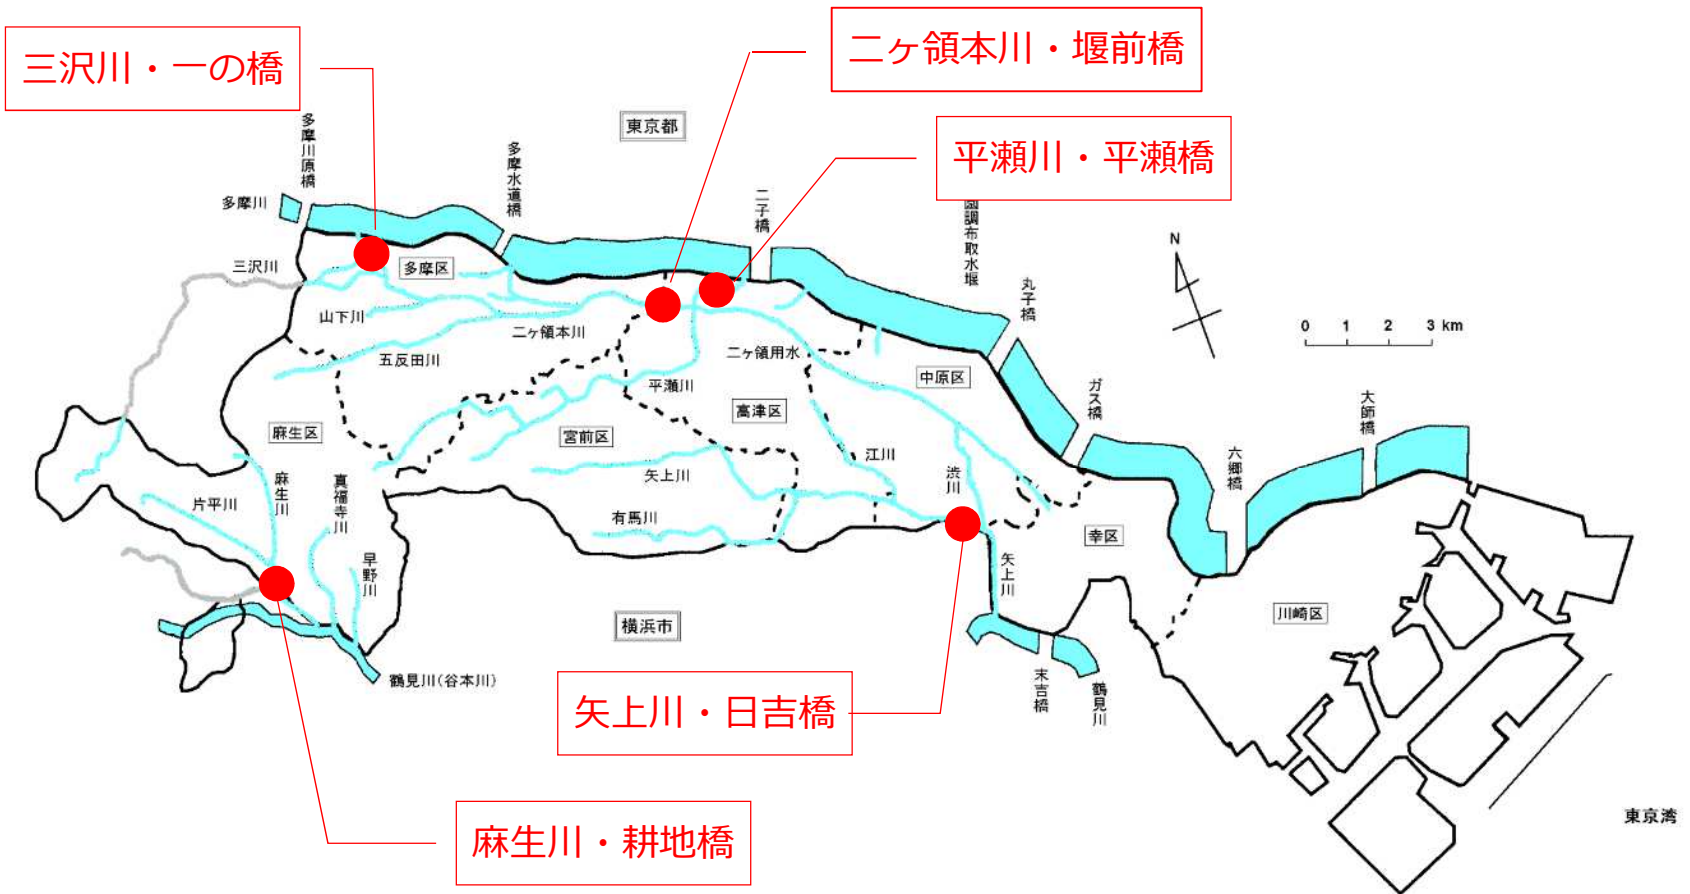 三沢川・一の橋
二ヶ領本川・堰前橋
平瀬川・平瀬橋
東京都
多摩川原橋
多摩水道橋
二子橋
園調布取水堰
丸子橋
ガス橋
六郷橋
大師橋
多摩川
三沢川
多摩区
N
0 1 2 3 km
山下川
二ヶ領本川
五反田川
二ヶ領用水
平瀬川
中原区
高津区
宮前区
麻生区
麻生川
真福寺川
片平川
早野川
矢上川
有馬川
江川
渋川
幸区
矢上川
川崎区
横浜市
鶴見川(谷本川)
末吉橋
鶴見川
矢上川・日吉橋
麻生川・耕地橋
東京湾